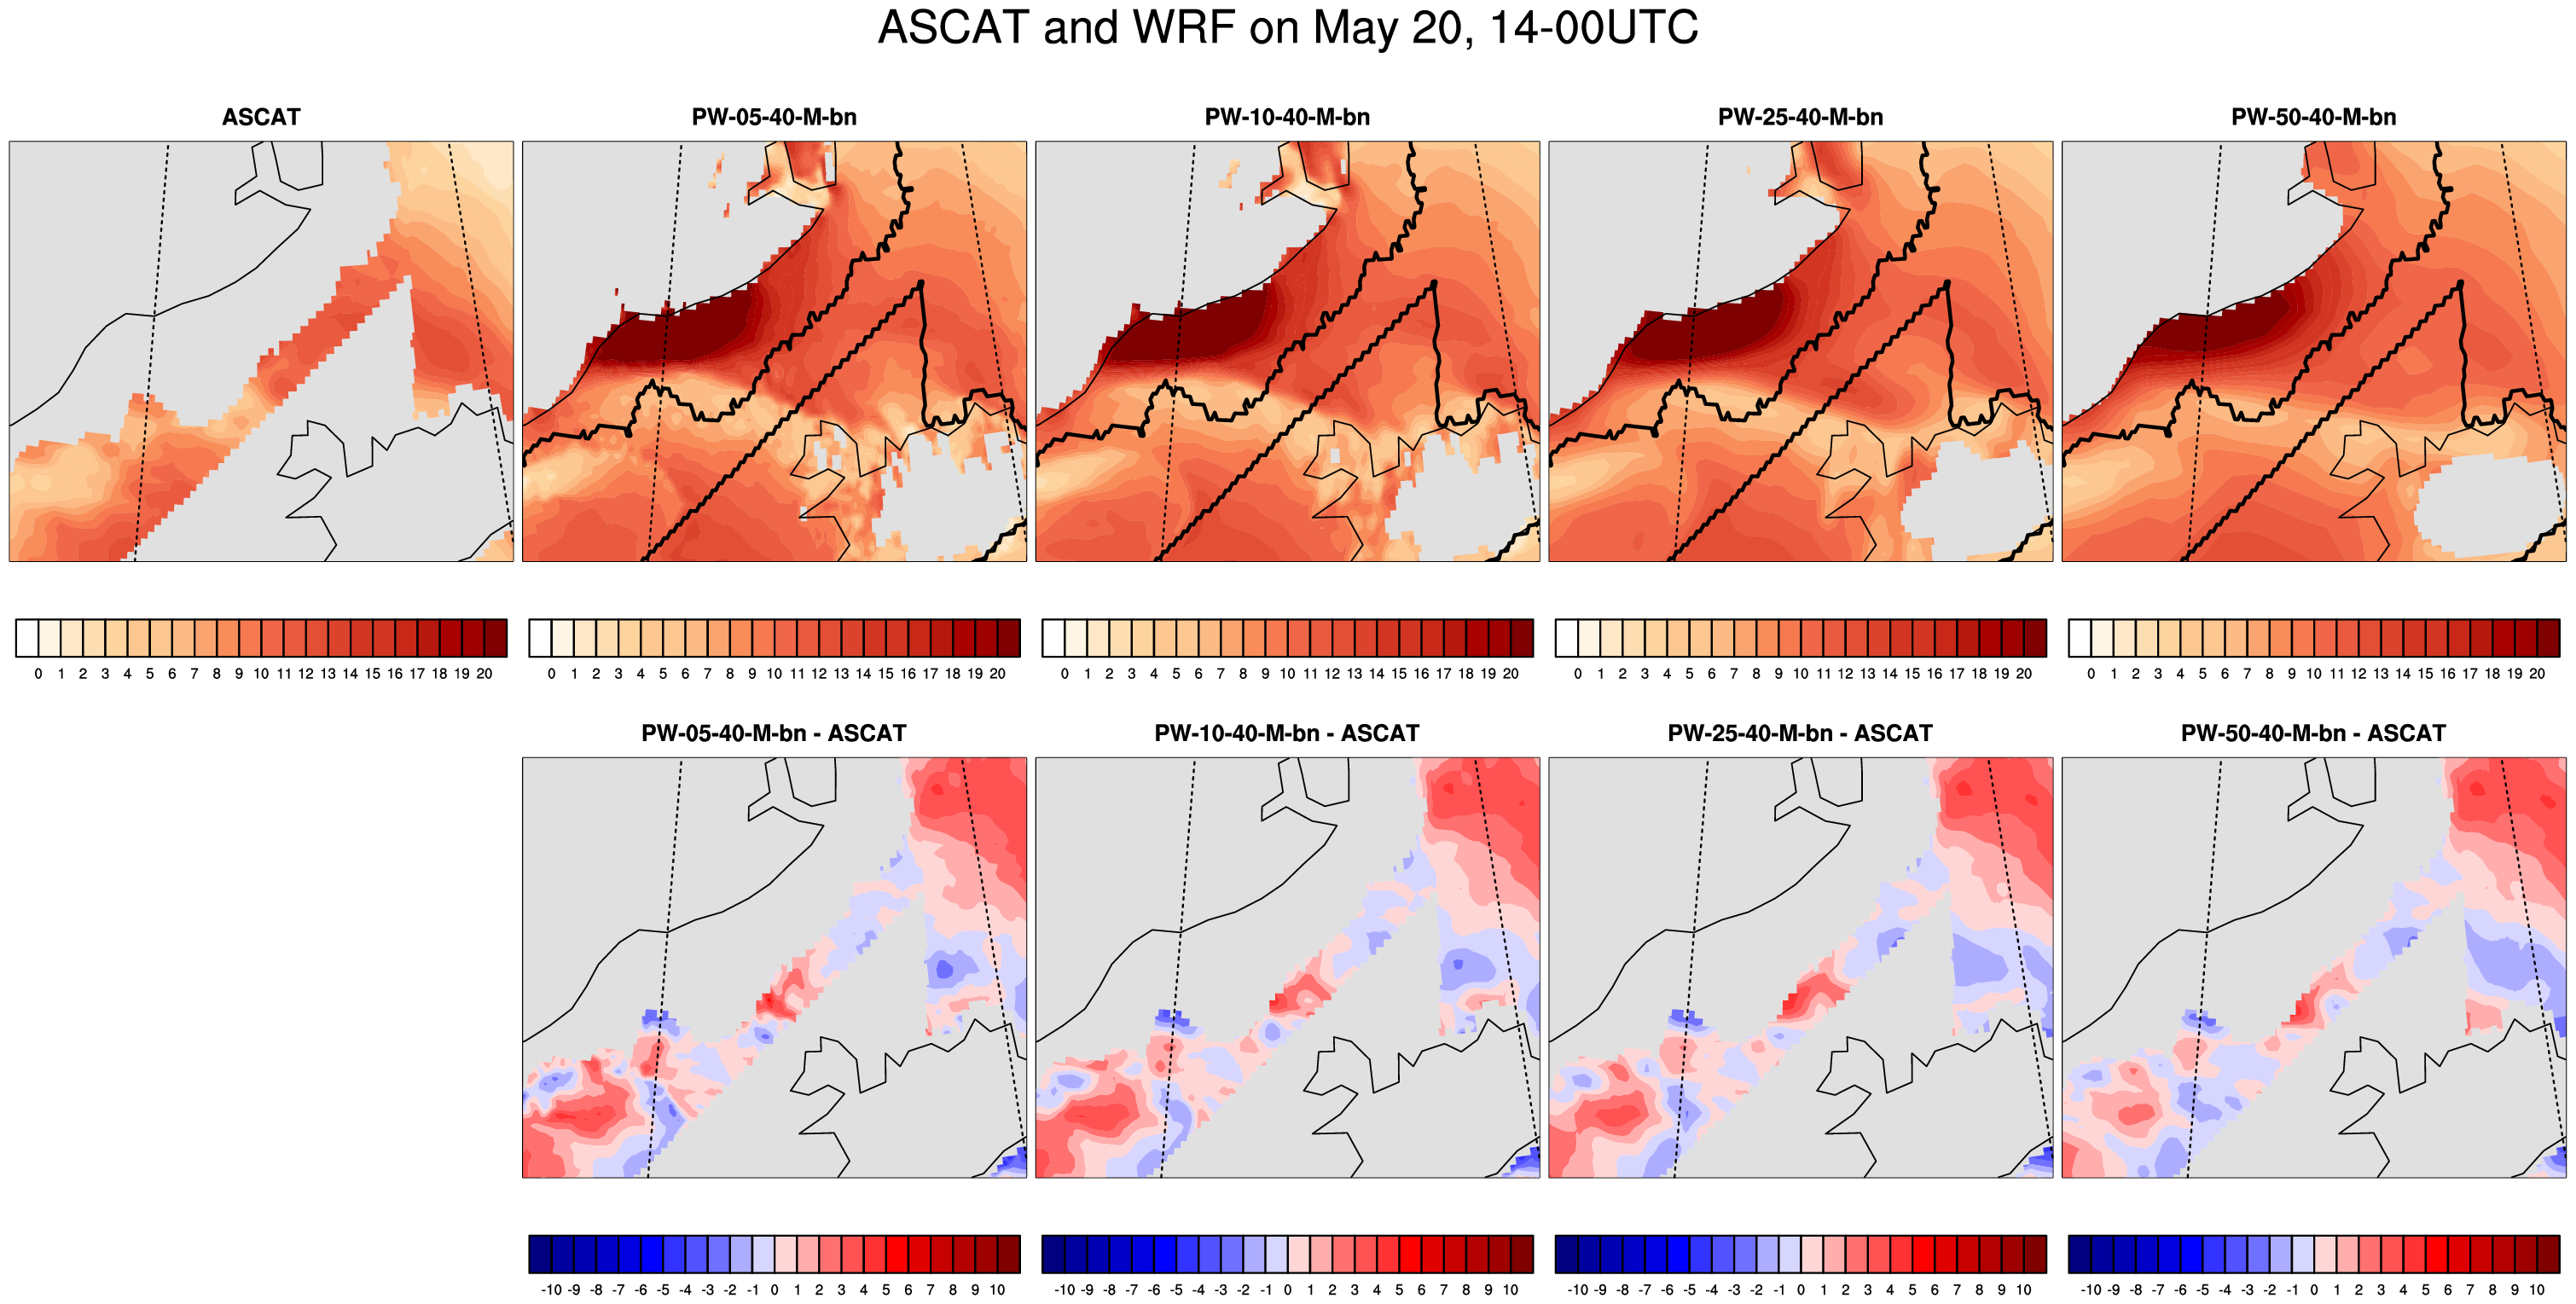 ASCAT and WRF on May 20, 14-00UTC
ASCAT PW-05-40-M-bn PW-10-40-M-bn PW-25-40-M-bn PW-50-40-M-bn
0 1 2 3 4 5 6 7 8 9 10 11 12 13 14 15 16 17 18 19 20 0 1 2 3 4 5 6 7 8 9 10 11 12 13 14 15 16 17 18 19 20 0 1 2 3 4 5 6 7 8 9 10 11 12 13 14 15 16 17 18 19 20 0 1 2 3 4 5 6 7 8 9 10 11 12 13 14 15 16 17 18 19 20 0 1 2 3 4 5 6 7 8 9 10 11 12 13 14 15 16 17 18 19 20
PW-05-40-M-bn - ASCAT PW-10-40-M-bn - ASCAT PW-25-40-M-bn - ASCAT PW-50-40-M-bn - ASCAT
-10 -9 -8 -7 -6 -5 -4 -3 -2 -1 0 1 2 3 4 5 6 7 8 9 10 -10 -9 -8 -7 -6 -5 -4 -3 -2 -1 0 1 2 3 4 5 6 7 8 9 10 -10 -9 -8 -7 -6 -5 -4 -3 -2 -1 0 1 2 3 4 5 6 7 8 9 10 -10 -9 -8 -7 -6 -5 -4 -3 -2 -1 0 1 2 3 4 5 6 7 8 9 10